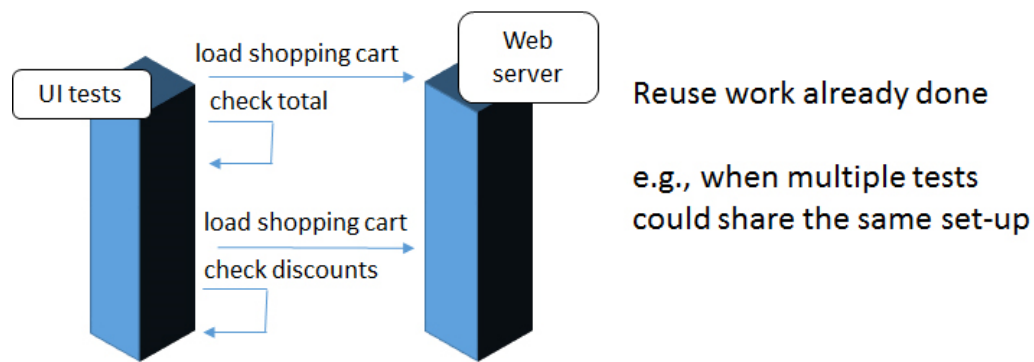 UI tests
load shopping cart
check total
load shopping cart
check discounts
Web
server
Reuse work already done
e.g., when multiple tests
could share the same set-up